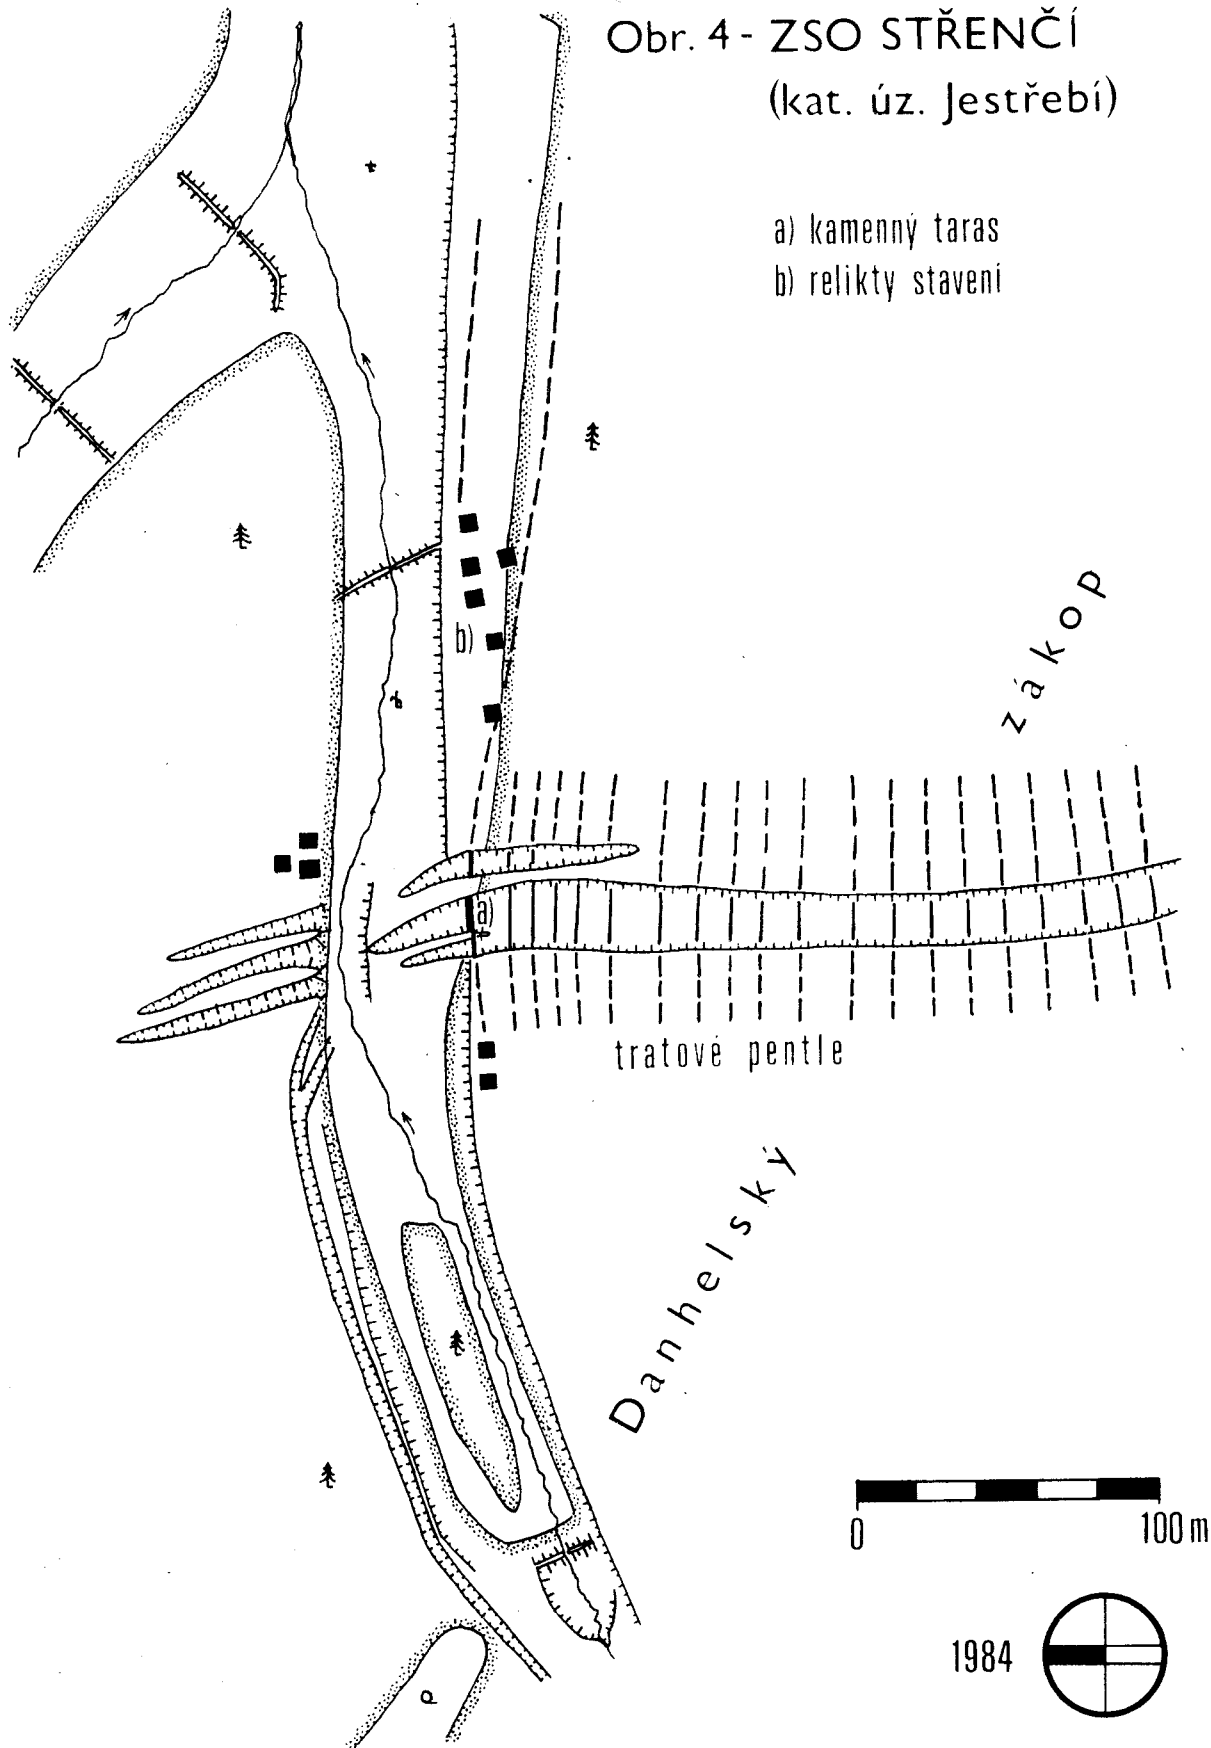 Obr. 4 - ZSO STŘENČÍ
(kat. úz. Jestřebí)
a) kamenný taras
b) relikty stavení
b)
zákop
a)
tratové pentle
Danhelský
0
100 m
1984